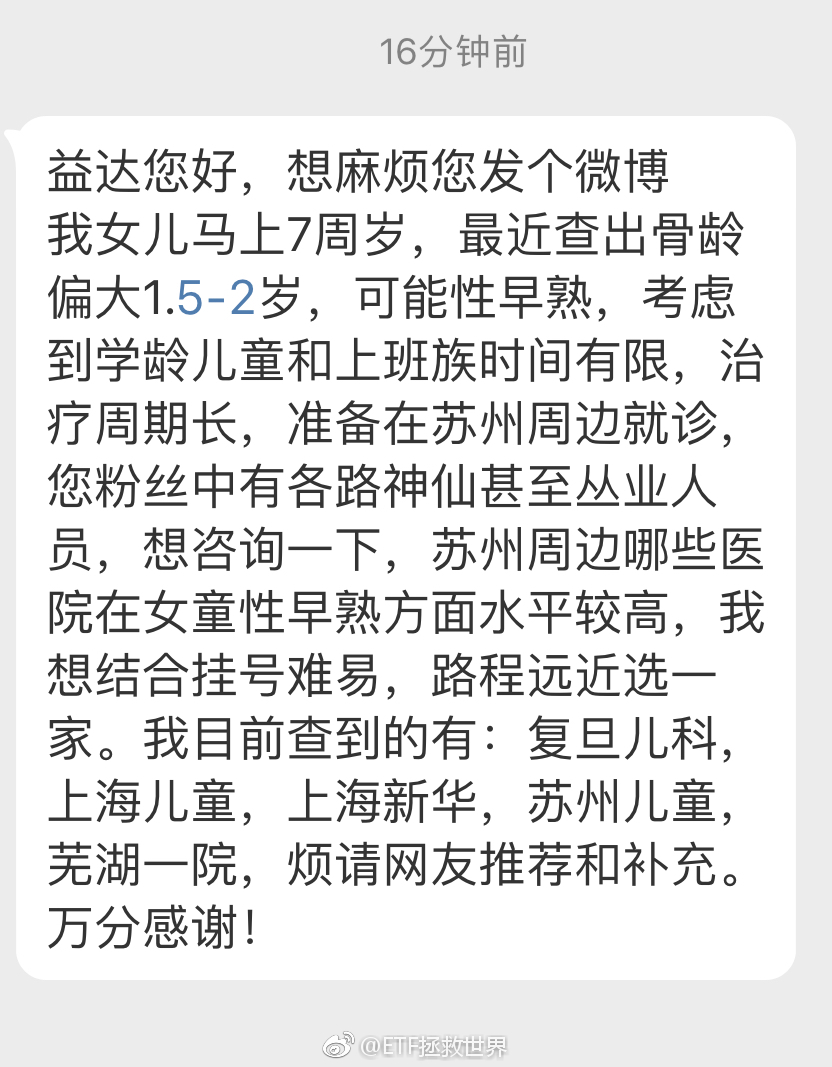 16分钟前
益达您好，想麻烦您发个微博
我女儿马上7周岁，最近查出骨龄
偏大1.5-2岁，可能性早熟，考虑
到学龄儿童和上班族时间有限，治
疗周期长，准备在苏州周边就诊，
您粉丝中有各路神仙甚至丛业人
员，想咨询一下，苏州周边哪些医
院在女童性早熟方面水平较高，我
想结合挂号难易，路程远近选一
家。我目前查到的有：复旦儿科，
上海儿童，上海新华，苏州儿童，
芜湖一院，烦请网友推荐和补充。
万分感谢！
@ETF拯救世界